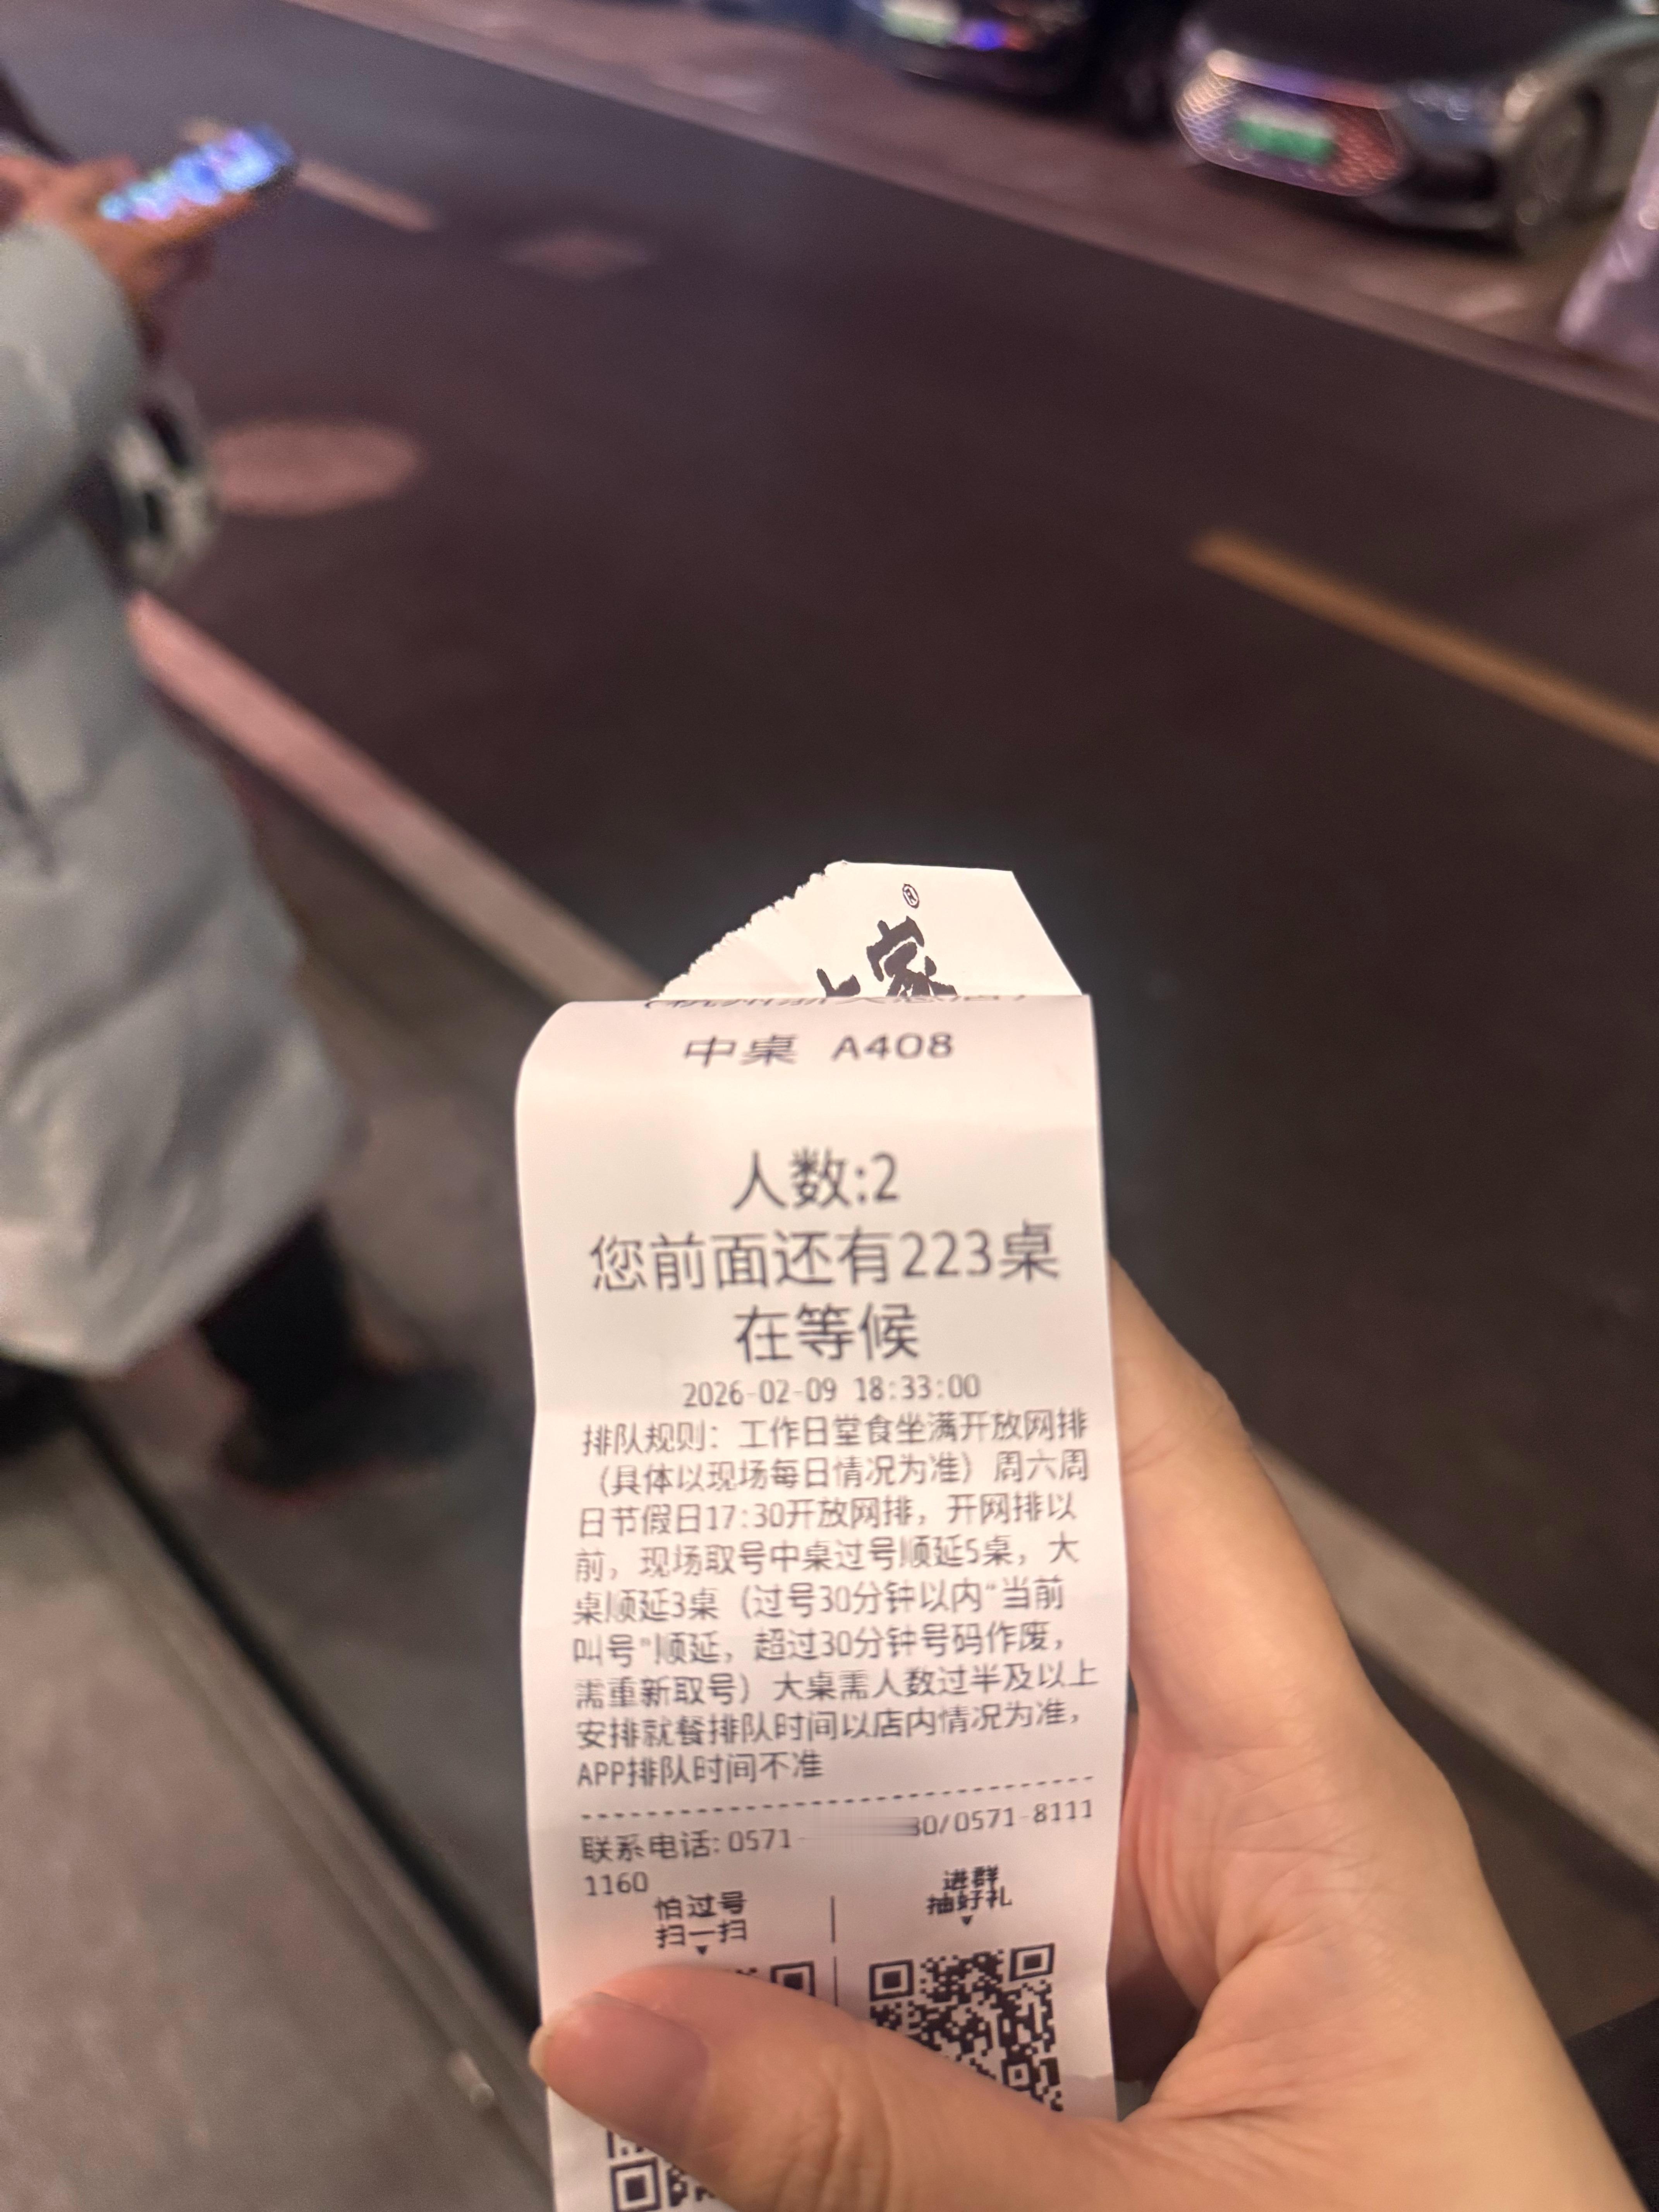 ®
家
中桌 A408
人数:2
您前面还有223桌
在等候
2026-02-09 18:33:00
排队规则：工作日堂食坐满开放网排
（具体以现场每日情况为准）周六周
日节假日17:30开放网排，开网排以
前，现场取号中桌过号顺延5桌，大
桌顺延3桌（过号30分钟以内“当前
叫号”顺延，超过30分钟号码作废，
需重新取号）大桌需人数过半及以上
安排就餐排队时间以店内情况为准，
APP排队时间不准
联系电话:0571- 30/0571-8111
1160
怕过号
扫一扫
进群
抽好礼